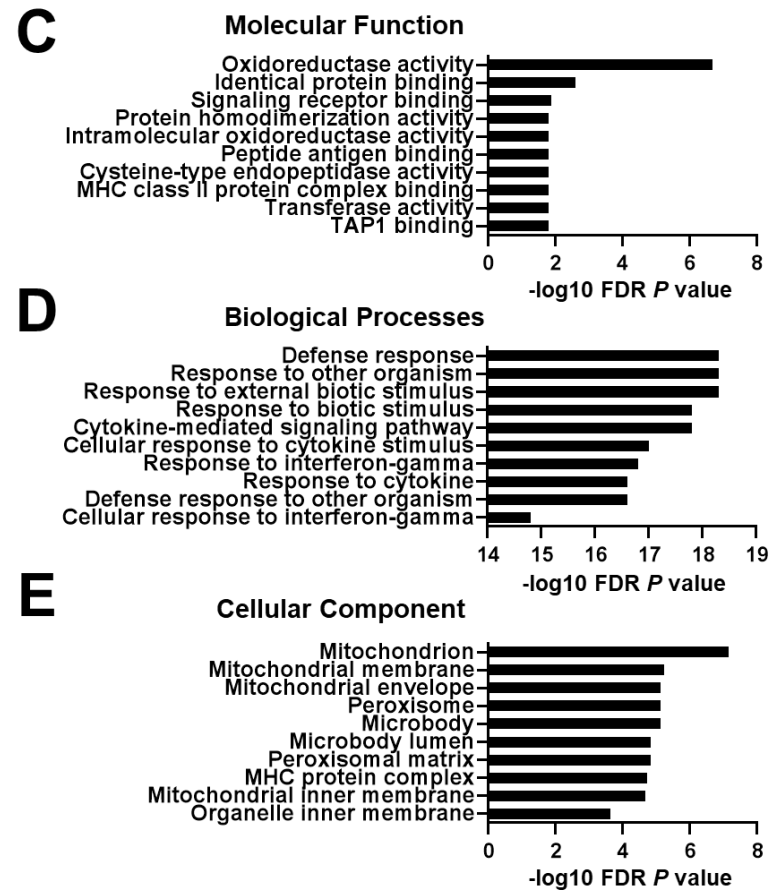 C
Molecular Function
Oxidoreductase activity
Identical protein binding
Signaling receptor binding
Protein homodimerization activity
Intramolecular oxidoreductase activity
Peptide antigen binding
Cysteine-type endopeptidase activity
MHC class II protein complex binding
Transferase activity
TAP1 binding
0 2 4 6 8
-log10 FDR P value
D
Biological Processes
Defense response
Response to other organism
Response to external biotic stimulus
Response to biotic stimulus
Cytokine-mediated signaling pathway
Cellular response to cytokine stimulus
Response to interferon-gamma
Response to cytokine
Defense response to other organism
Cellular response to interferon-gamma
14 15 16 17 18 19
-log10 FDR P value
E
Cellular Component
Mitochondrion
Mitochondrial membrane
Mitochondrial envelope
Peroxisome
Microbody
Microbody lumen
Peroxisomal matrix
MHC protein complex
Mitochondrial inner membrane
Organelle inner membrane
0 2 4 6 8
-log10 FDR P value